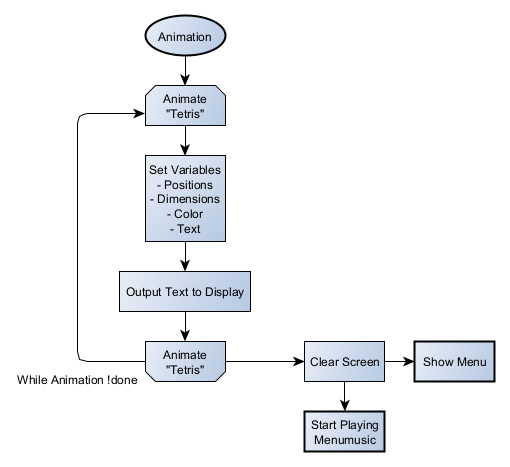 Animation
Animate
"Tetris"
Set Variables
- Positions
- Dimensions
- Color
- Text
Output Text to Display
Animate
"Tetris"
While Animation !done
Clear Screen
Show Menu
Start Playing
Menumusic